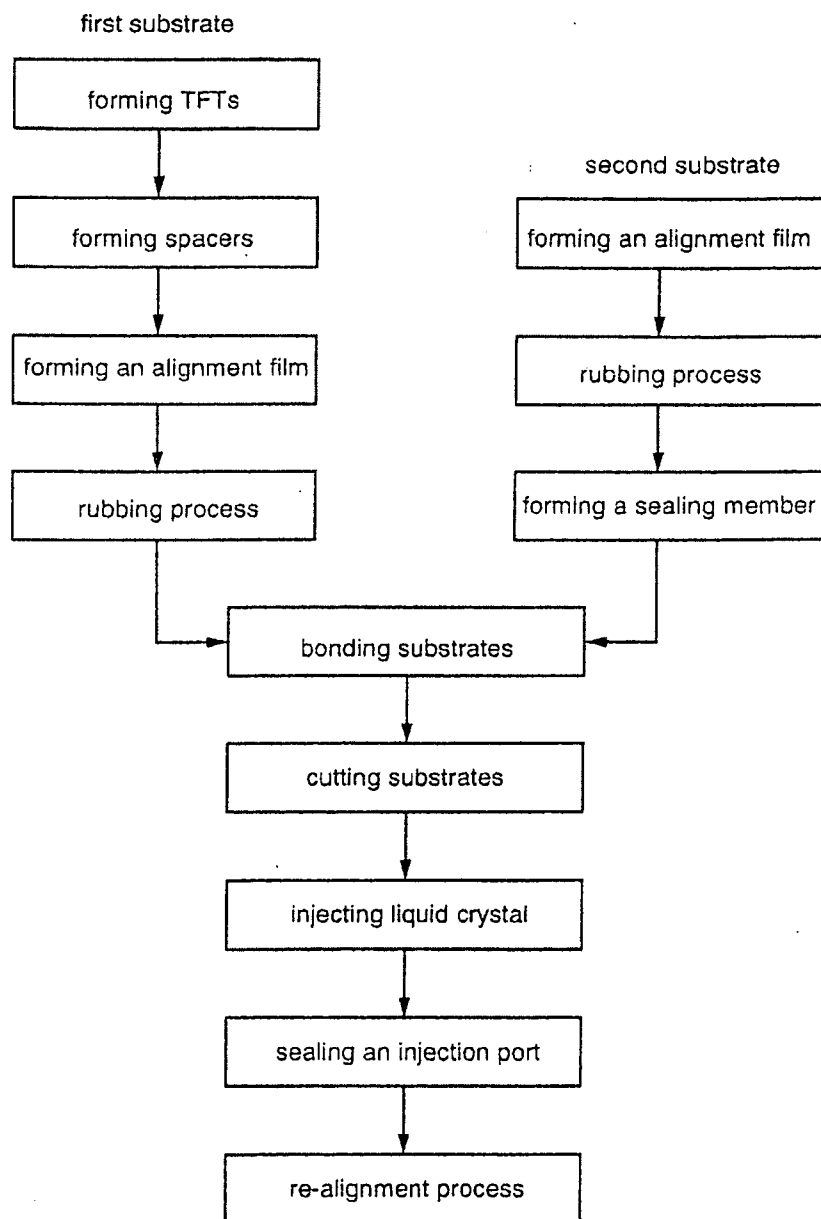 first substrate
forming TFTs
forming spacers
forming an alignment film
rubbing process
second substrate
forming an alignment film
rubbing process
forming a sealing member
bonding substrates
cutting substrates
injecting liquid crystal
sealing an injection port
re-alignment process